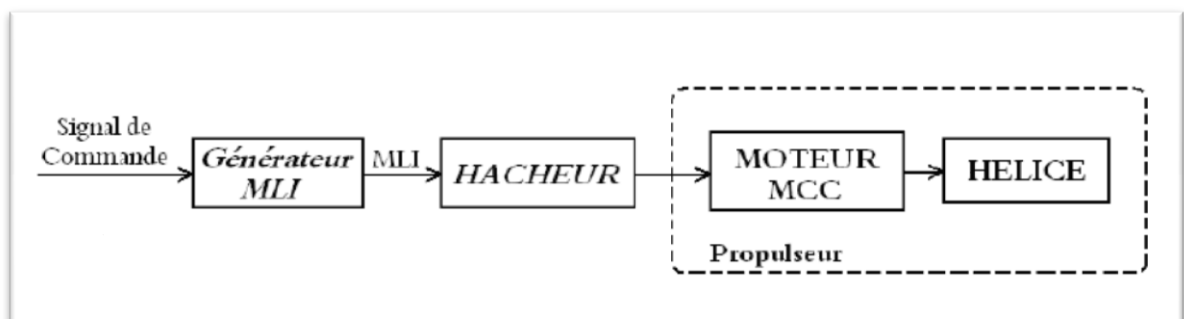 Signal de
Commande
Générateur
MLI
MLI
HACHEUR
MOTEUR
MCC
HELICE
Propulseur